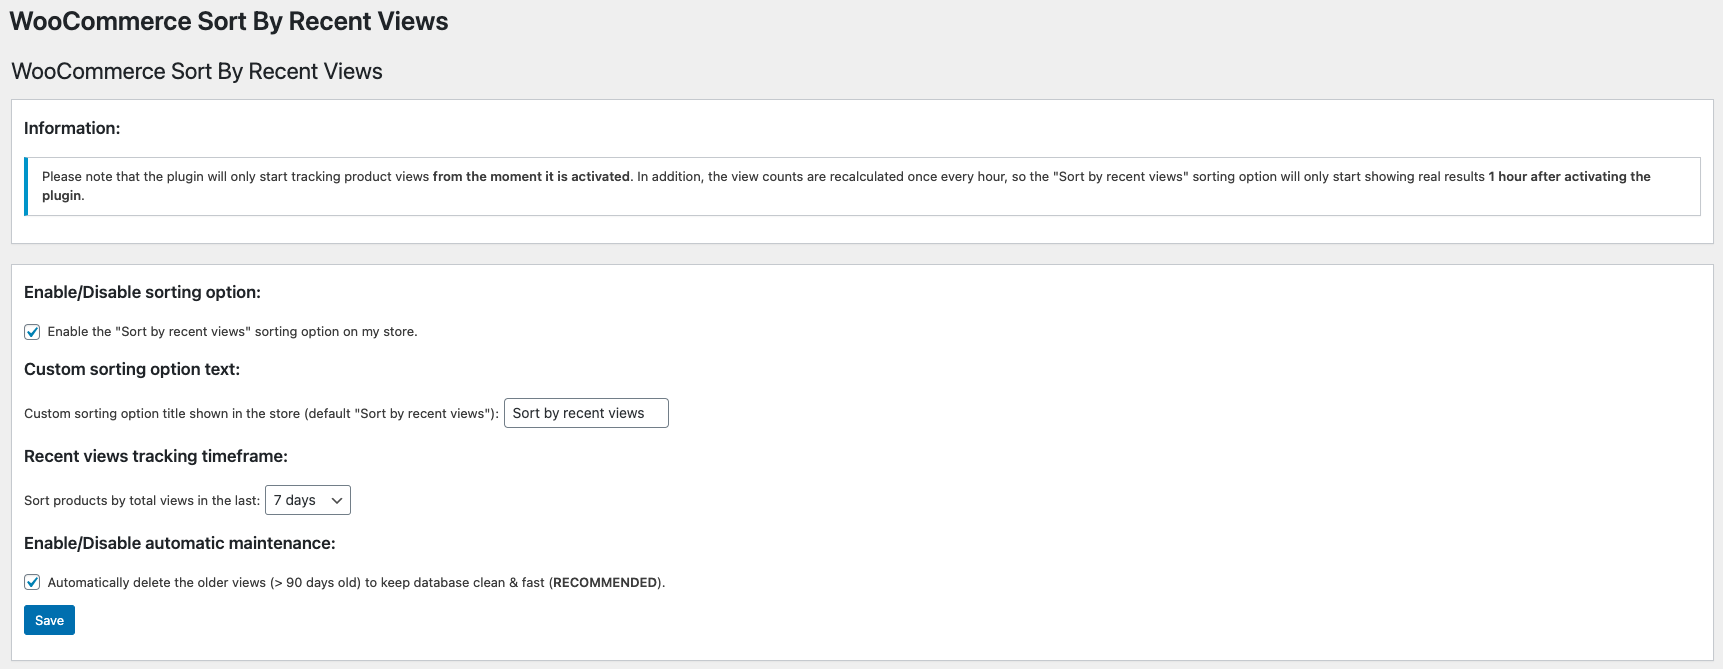 WooCommerce Sort By Recent Views
WooCommerce Sort By Recent Views
Information:
Please note that the plugin will only start tracking product views from the moment it is activated. In addition, the view counts are recalculated once every hour, so the "Sort by recent views" sorting option will only start showing real results 1 hour after activating the
plugin.
Enable/Disable sorting option:
Enable the "Sort by recent views" sorting option on my store.
Custom sorting option text:
Custom sorting option title shown in the store (default "Sort by recent views"): Sort by recent views
Recent views tracking timeframe:
Sort products by total views in the last: 7 days
Enable/Disable automatic maintenance:
Automatically delete the older views (> 90 days old) to keep database clean & fast (RECOMMENDED).
Save